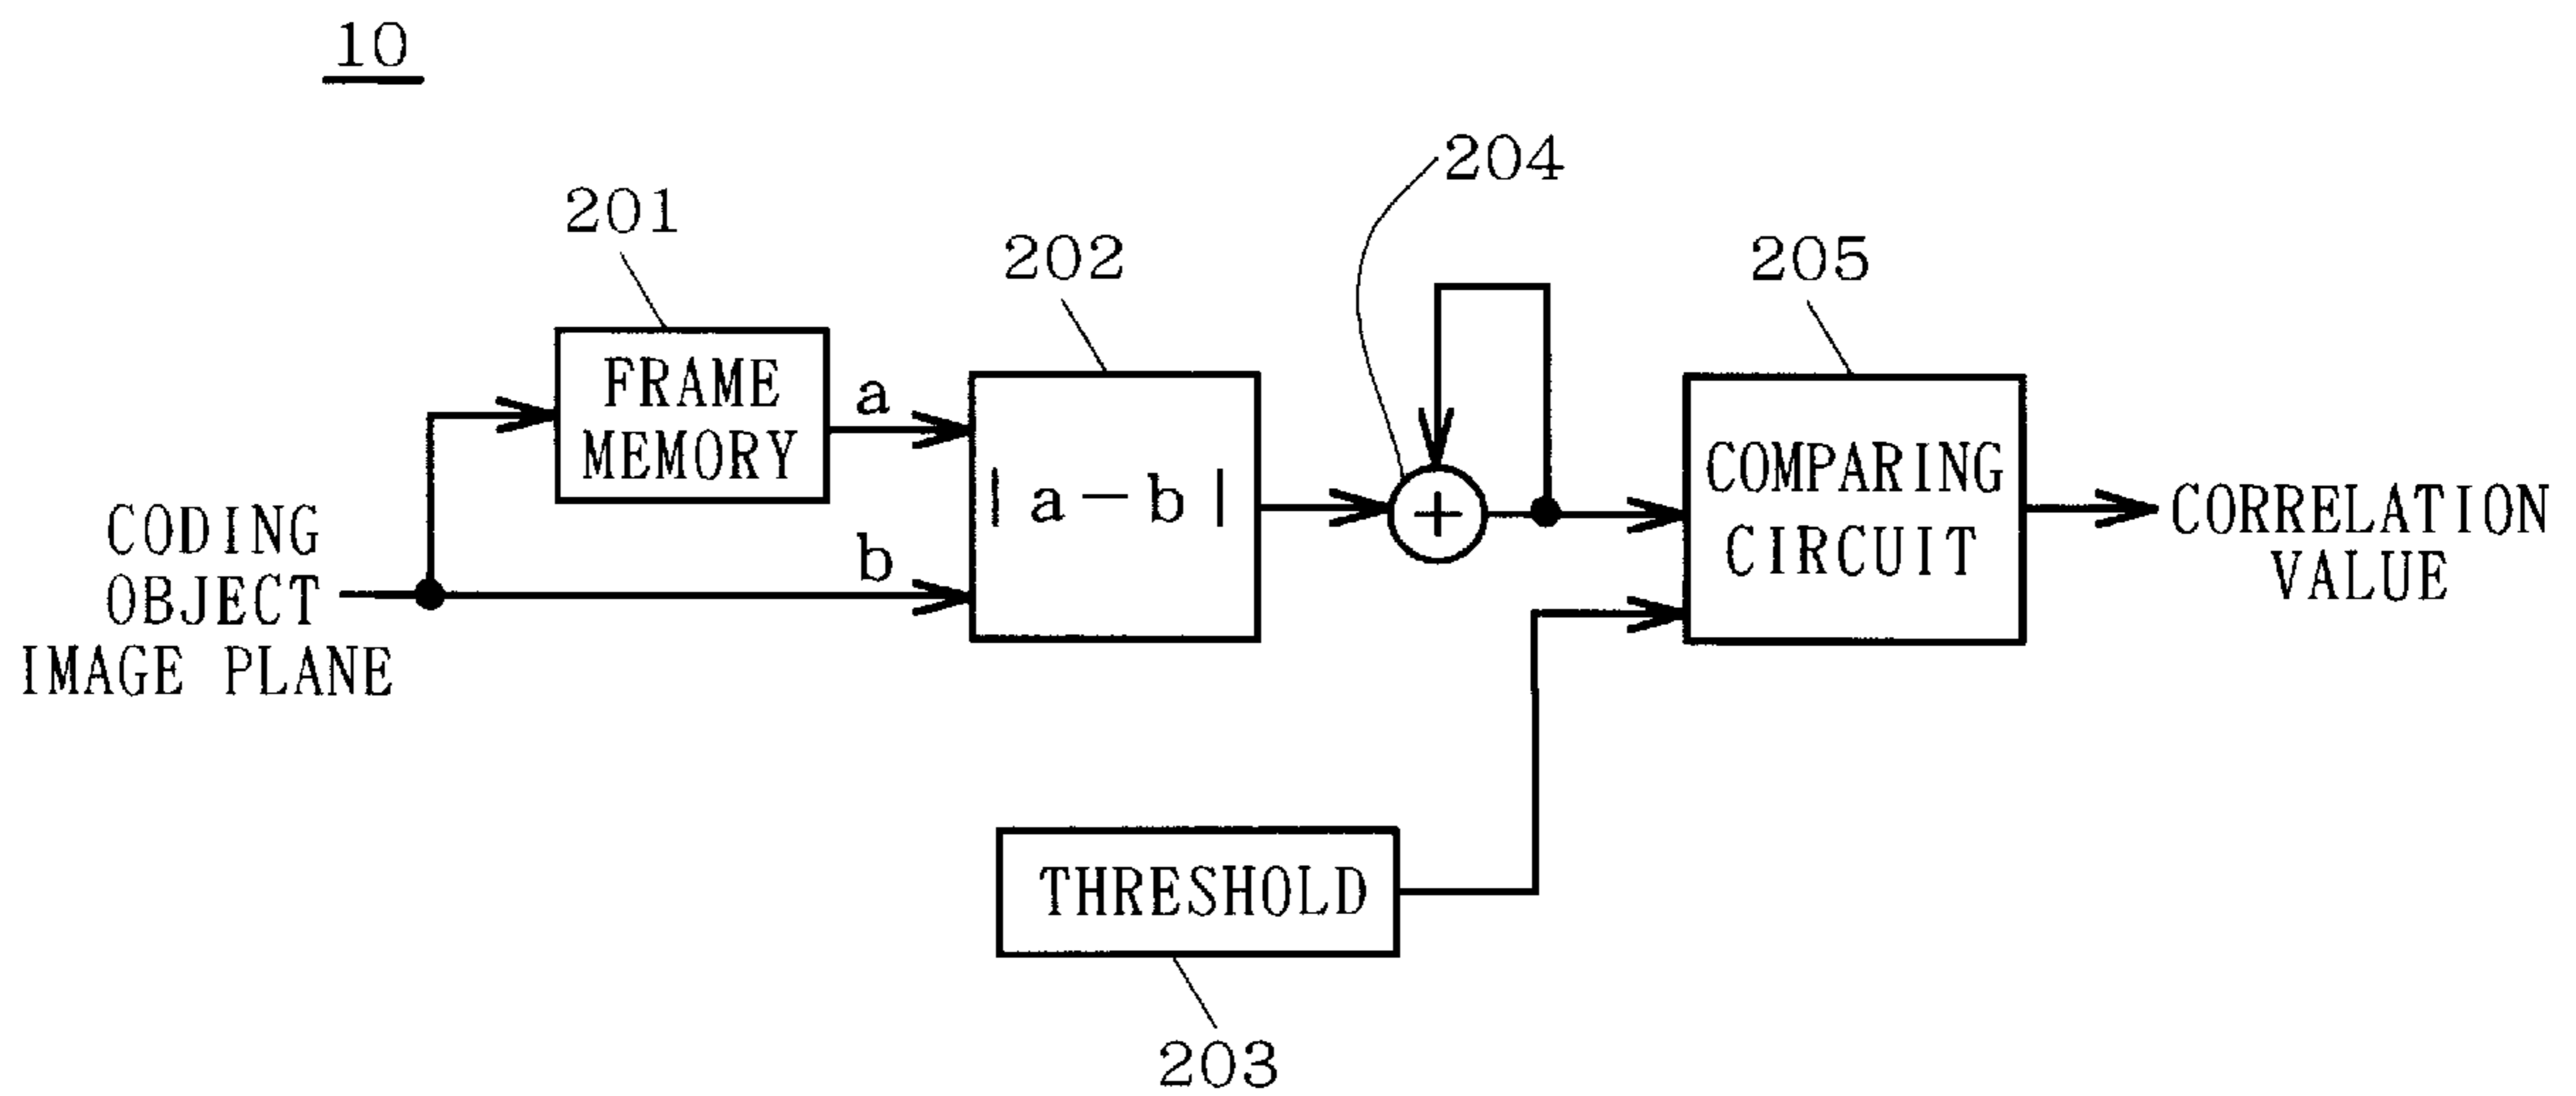 10
204
201
202
205
FRAME
MEMORY
a
|a-b|
COMPARING
CIRCUIT
b
+
CODING
OBJECT
IMAGE PLANE
CORRELATION
VALUE
THRESHOLD
203